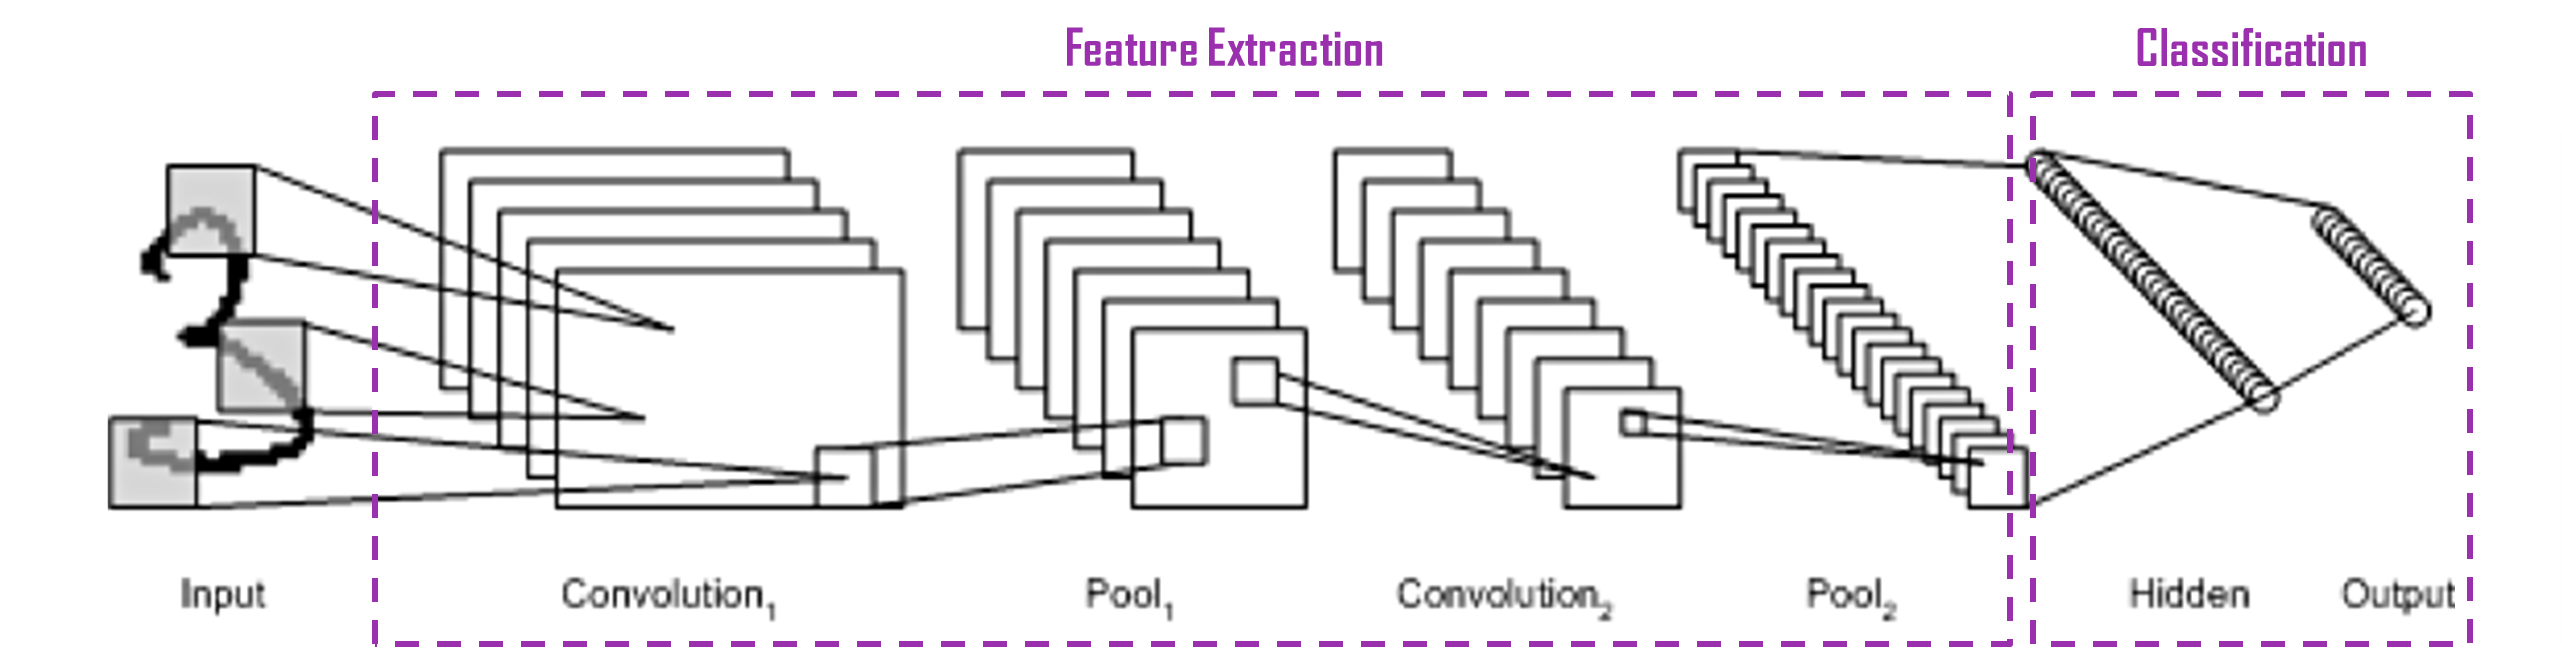 Feature Extraction
Classification
Input
Convolution₁
Pool₁
Convolution₂
Pool₂
Hidden
Output